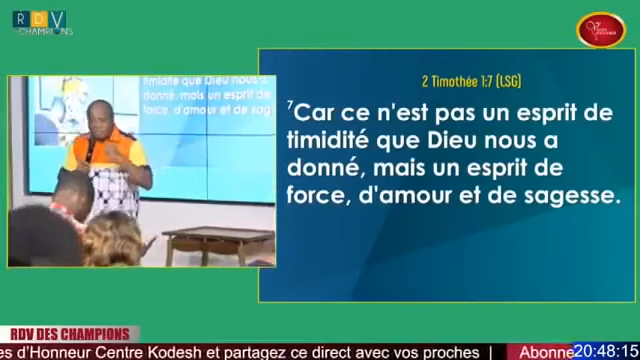 RDV
CHAMPIONS
timidité que Dieu nous a
donné, mais un esprit de
force, d'amour et de sagesse
2 Timothée 1:7 (LSG)
7Car ce n'est pas un esprit de
timidité que Dieu nous a
donné, mais un esprit de
force, d'amour et de sagesse.
RDV DES CHAMPIONS
es d'Honneur Centre Kodesh et partagez ce direct avec vos proches | Abonne
20:48:15